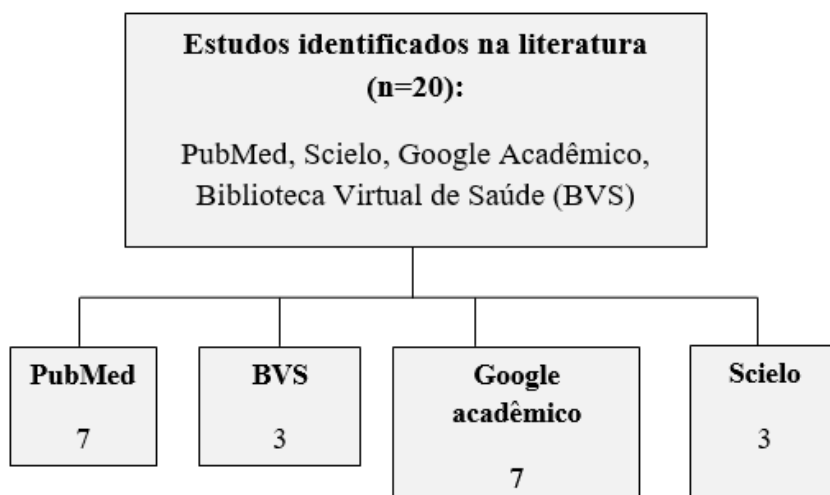 Estudos identificados na literatura
(n=20):
PubMed, Scielo, Google Acadêmico,
Biblioteca Virtual de Saúde (BVS)
PubMed
7
BVS
3
Google
acadêmico
7
Scielo
3